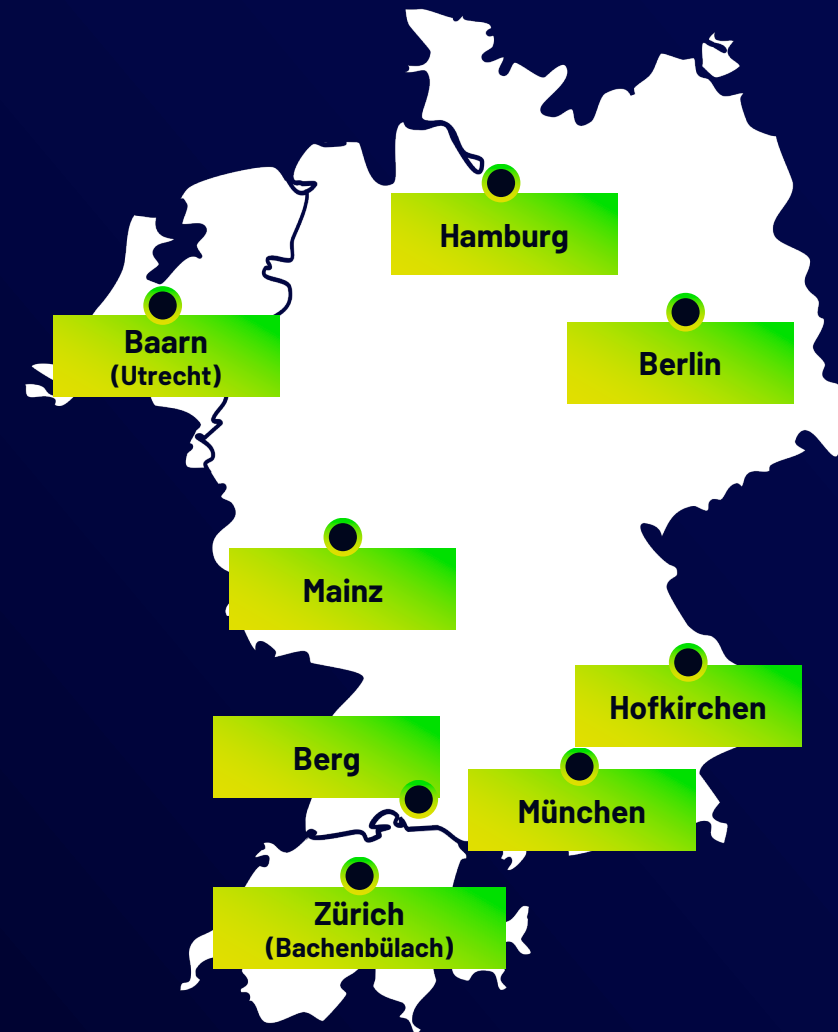 Hamburg
Baarn
(Utrecht)
Berlin
Mainz
Hofkirchen
Berg
München
Zürich
(Bachenbülach)